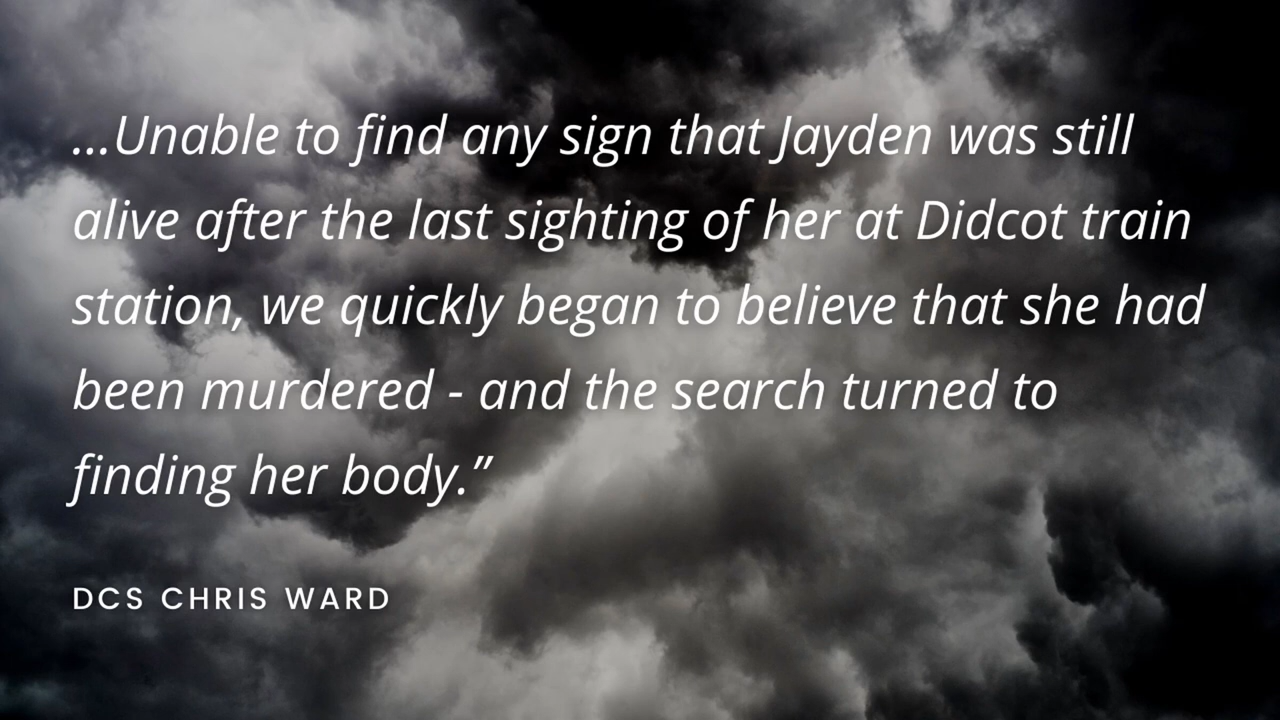 ...Unable to find any sign that Jayden was still
alive after the last sighting of her at Didcot train
station, we quickly began to believe that she had
been murdered - and the search turned to
finding her body.”
DCS CHRIS WARD